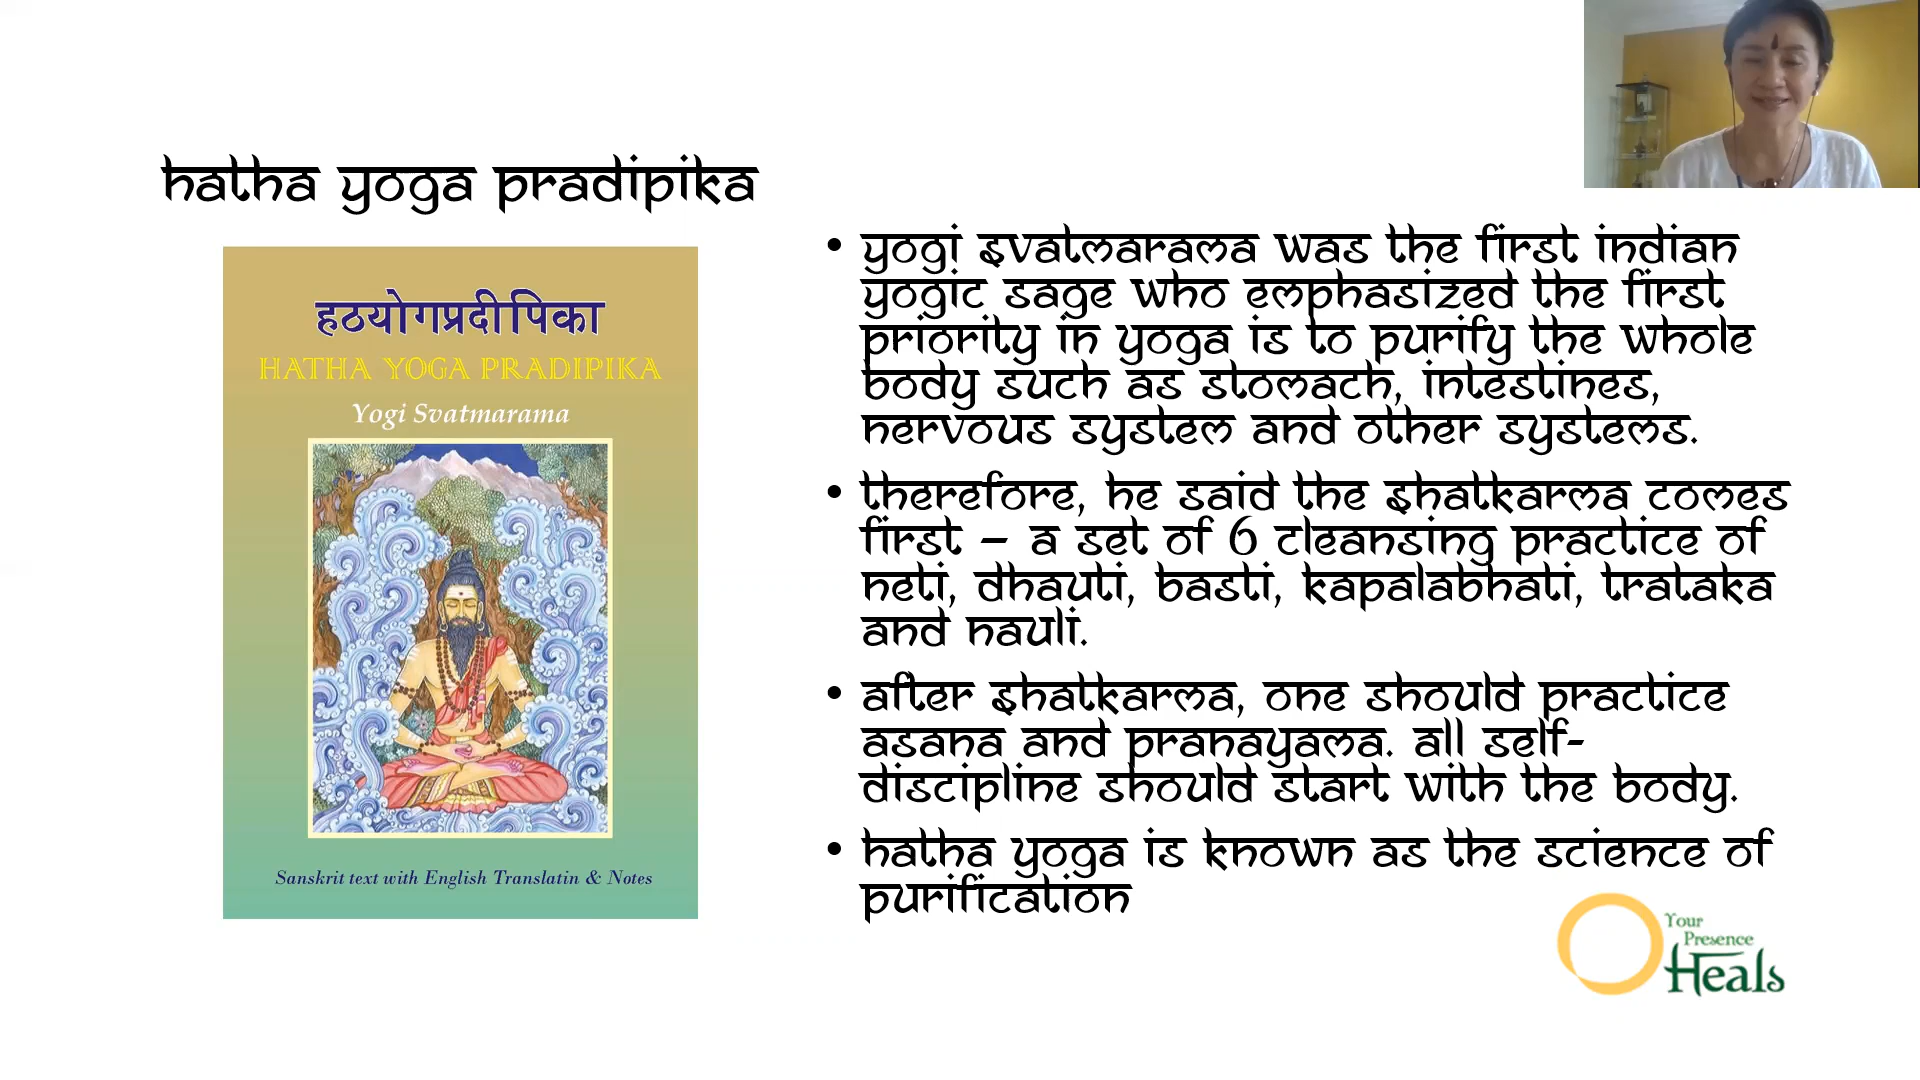 hatha yoga pradipika
हठयोगप्रदीपिका
HATHA YOGA PRADIPIKA
Yogi Svatmarama
Sanskrit text with English Translatin & Notes
• yogi svatmarama was the first indian
yogic sage who emphasized the first
priority in yoga is to purify the whole
body such as stomach, intestines,
nervous system and other systems.
• therefore, he said the shatkarma comes
first – a set of 6 cleansing practice of
neti, dhauti, basti, kapalabhati, trataka
and nauli.
• after shatkarma, one should practice
asana and pranayama. all self-
discipline should start with the body.
• hatha yoga is known as the science of
purification
Your
Presence
Heals